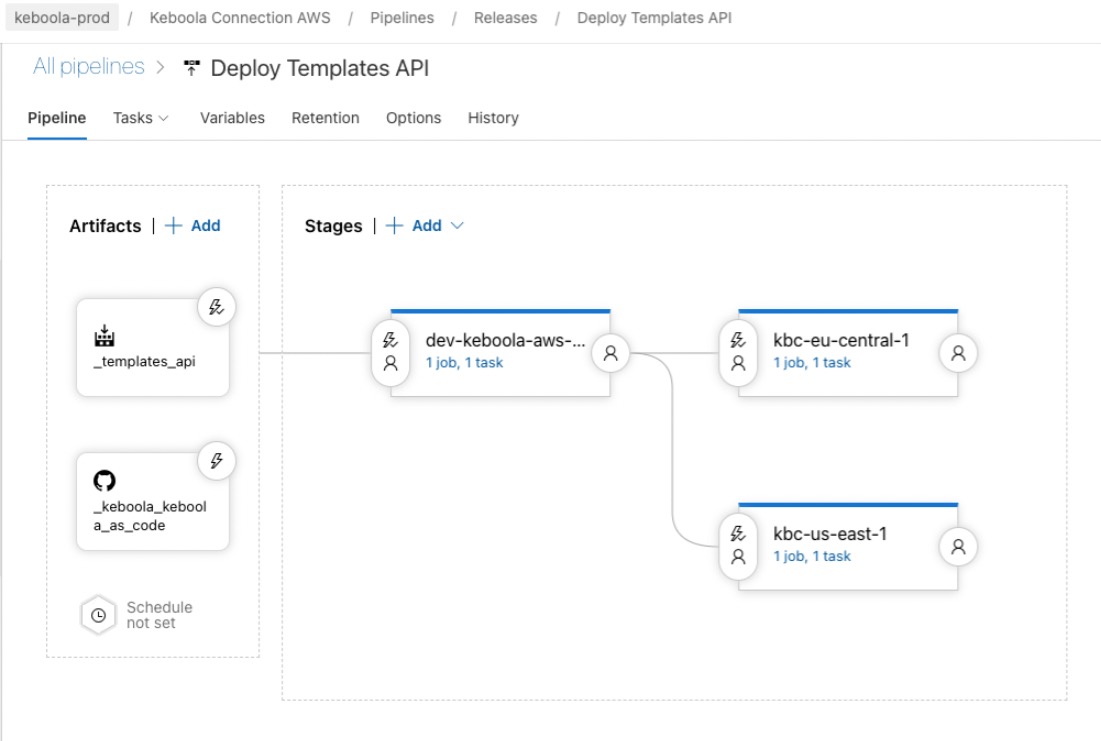 keboola-prod / Keboola Connection AWS / Pipelines / Releases / Deploy Templates API
All pipelines > Deploy Templates API
Pipeline Tasks Variables Retention Options History
Artifacts | + Add
Stages | + Add
_templates_api
dev-keboola-aws-...
1 job, 1 task
kbc-eu-central-1
1 job, 1 task
_keboola_kebool
a_as_code
kbc-us-east-1
1 job, 1 task
Schedule
not set